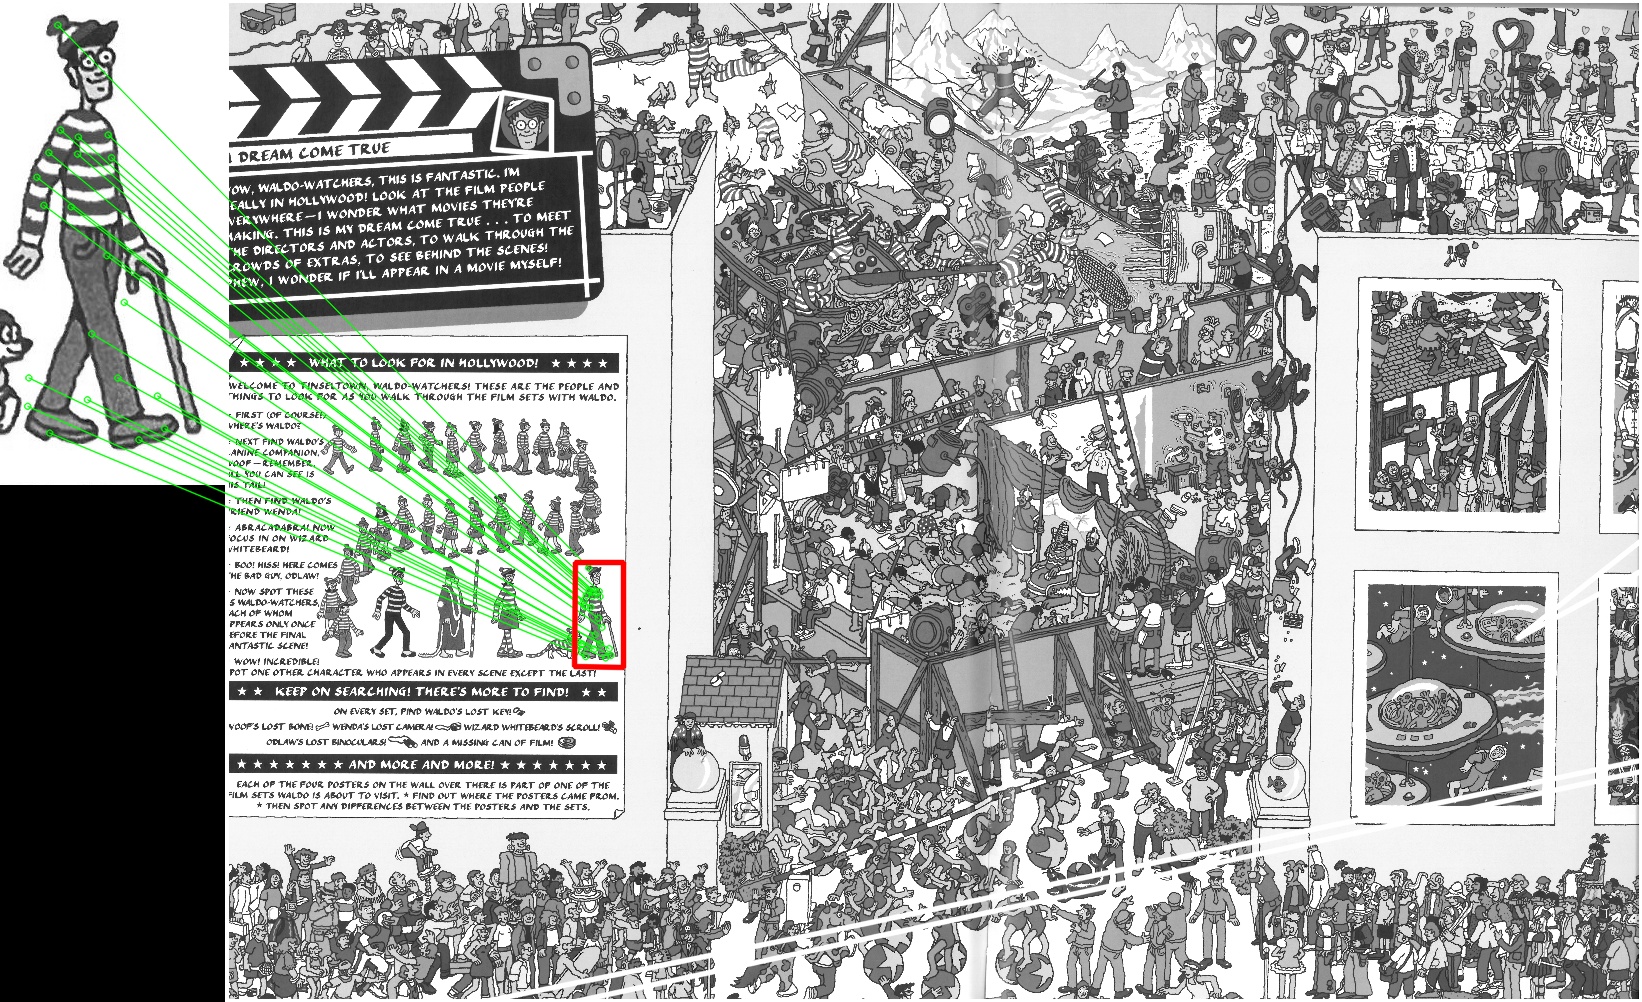 DREAM COME TRUE
OW, WALDO-WATCHERS, THIS IS FANTASTIC. I'M
EALLY IN HOLLYWOOD! LOOK AT THE FILM PEOPLE
VERYWHERE—I WONDER WHAT MOVIES THEY'RE
AKING. THIS IS MY DREAM COME TRUE . . . TO MEET
HE DIRECTORS AND ACTORS, TO WALK THROUGH THE
CROWDS OF EXTRAS, TO SEE BEHIND THE SCENES!
HEW, I WONDER IF I'LL APPEAR IN A MOVIE MYSELF!
★ ★ ★ ★ WHAT TO LOOK FOR IN HOLLYWOOD! ★ ★ ★ ★
WELCOME TO TINSELTOWN, WALDO-WATCHERS! THESE ARE THE PEOPLE AND
THINGS TO LOOK FOR AS YOU WALK THROUGH THE FILM SETS WITH WALDO.
FIRST (OF COURSE!)
WHERE'S WALDO?
NEXT FIND WALDO'S
ANINE COMPANION,
WOOF—REMEMBER,
ALL YOU CAN SEE IS
HIS TAIL!
THEN FIND WALDO'S
FRIEND WENDA!
ABRACADABRA! NOW
OCUS IN ON WIZARD
WHITEBEARD!
BOO! HISS! HERE COMES
THE BAD GUY, ODLAW!
NOW SPOT THESE
5 WALDO-WATCHERS,
EACH OF WHOM
APPEARS ONLY ONCE
BEFORE THE FINAL
FANTASTIC SCENE!
WOW! INCREDIBLE!
POT ONE OTHER CHARACTER WHO APPEARS IN EVERY SCENE EXCEPT THE LAST!
★ ★ KEEP ON SEARCHING! THERE'S MORE TO FIND! ★ ★
ON EVERY SET, FIND WALDO'S LOST KEY!
WOOF'S LOST BONE! WENDA'S LOST CAMERA! WIZARD WHITEBEARD'S SCROLL!
ODLAW'S LOST BINOCULARS! AND A MISSING CAN OF FILM!
★ ★ ★ ★ ★ ★ ★ AND MORE AND MORE! ★ ★ ★ ★ ★ ★ ★
EACH OF THE FOUR POSTERS ON THE WALL OVER THERE IS PART OF ONE OF THE
FILM SETS WALDO IS ABOUT TO VISIT. * FIND OUT WHERE THE POSTERS CAME FROM.
* THEN SPOT ANY DIFFERENCES BETWEEN THE POSTERS AND THE SETS.